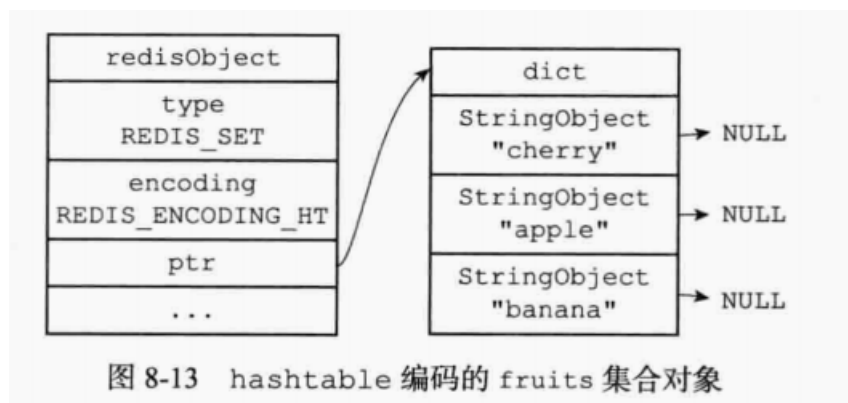 redisObject
type
REDIS_SET
encoding
REDIS_ENCODING_HT
ptr
...
dict
StringObject
"cherry"
NULL
StringObject
"apple"
NULL
StringObject
"banana"
NULL
图 8-13 hashtable 编码的 fruits 集合对象